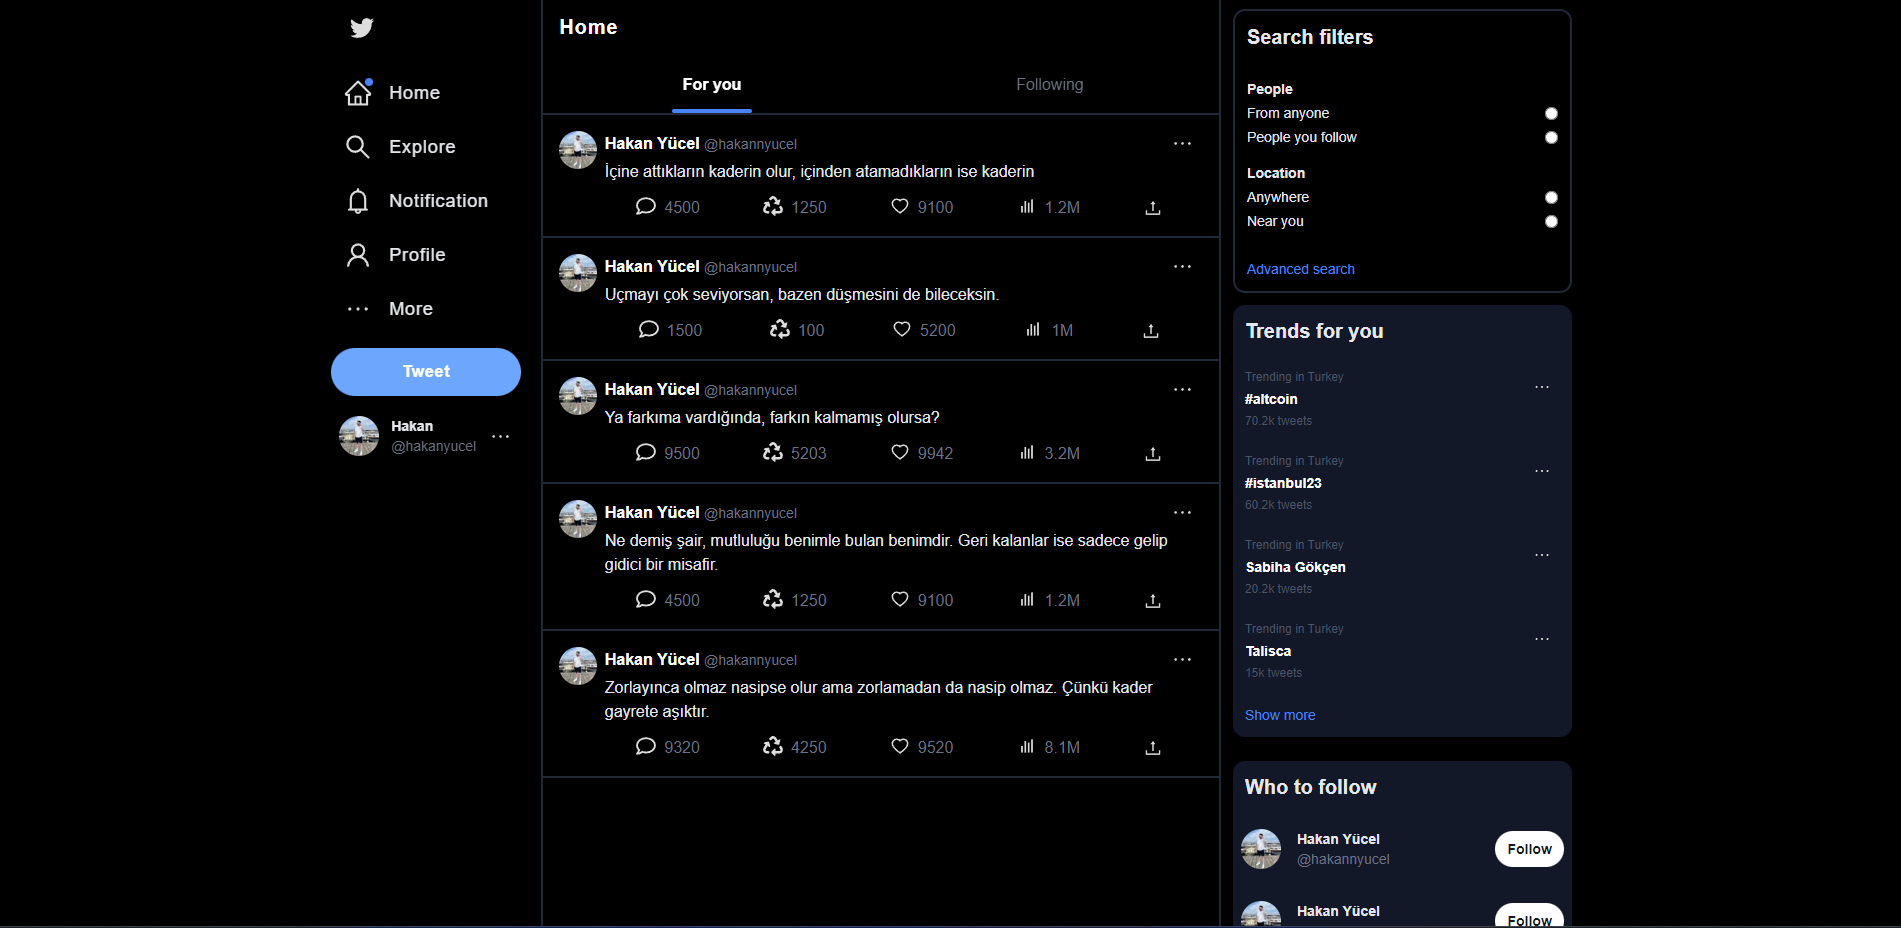 Home
Explore
Notification
Profile
More
Tweet
Hakan
@hakanyucel
Home
For you
Following
Hakan Yücel @hakannyucel
İçine attıkların kaderin olur, içinden atamadıkların ise kaderin
4500 1250 9100 1.2M
Hakan Yücel @hakannyucel
Uçmayı çok seviyorsan, bazen düşmesini de bileceksin.
1500 100 5200 1M
Hakan Yücel @hakannyucel
Ya farkıma vardığında, farkın kalmamış olursa?
9500 5203 9942 3.2M
Hakan Yücel @hakannyucel
Ne demiş şair, mutluluğu benimle bulan benimdir. Geri kalanlar ise sadece gelip
gidici bir misafir.
4500 1250 9100 1.2M
Hakan Yücel @hakannyucel
Zorlayınca olmaz nasipse olur ama zorlamadan da nasip olmaz. Çünkü kader
gayrete aşıktır.
9320 4250 9520 8.1M
Search filters
People
From anyone
People you follow
Location
Anywhere
Near you
Advanced search
Trends for you
Trending in Turkey
#altcoin
70.2k tweets
Trending in Turkey
#istanbul23
60.2k tweets
Trending in Turkey
Sabiha Gökçen
20.2k tweets
Trending in Turkey
Talisca
15k tweets
Show more
Who to follow
Hakan Yücel
@hakannyucel
Follow
Hakan Yücel
Follow